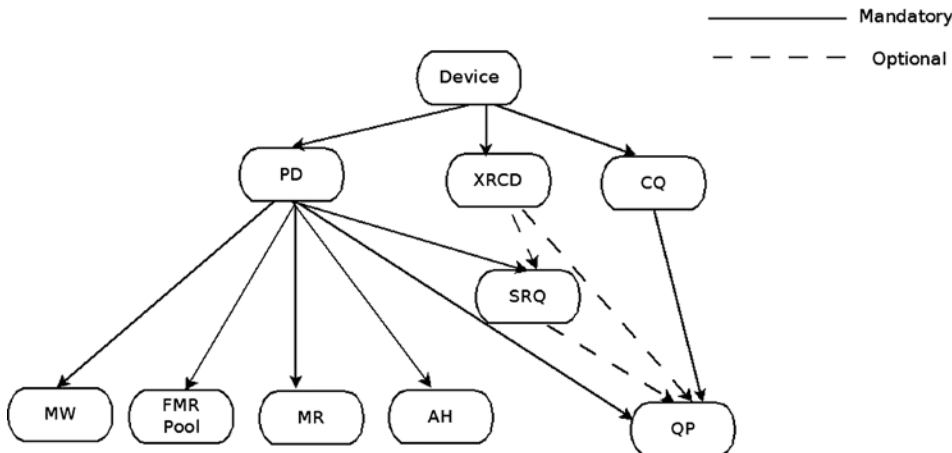 Mandatory
Optional
Device
PD
XRCD
CQ
SRQ
MW
FMR
Pool
MR
AH
QP